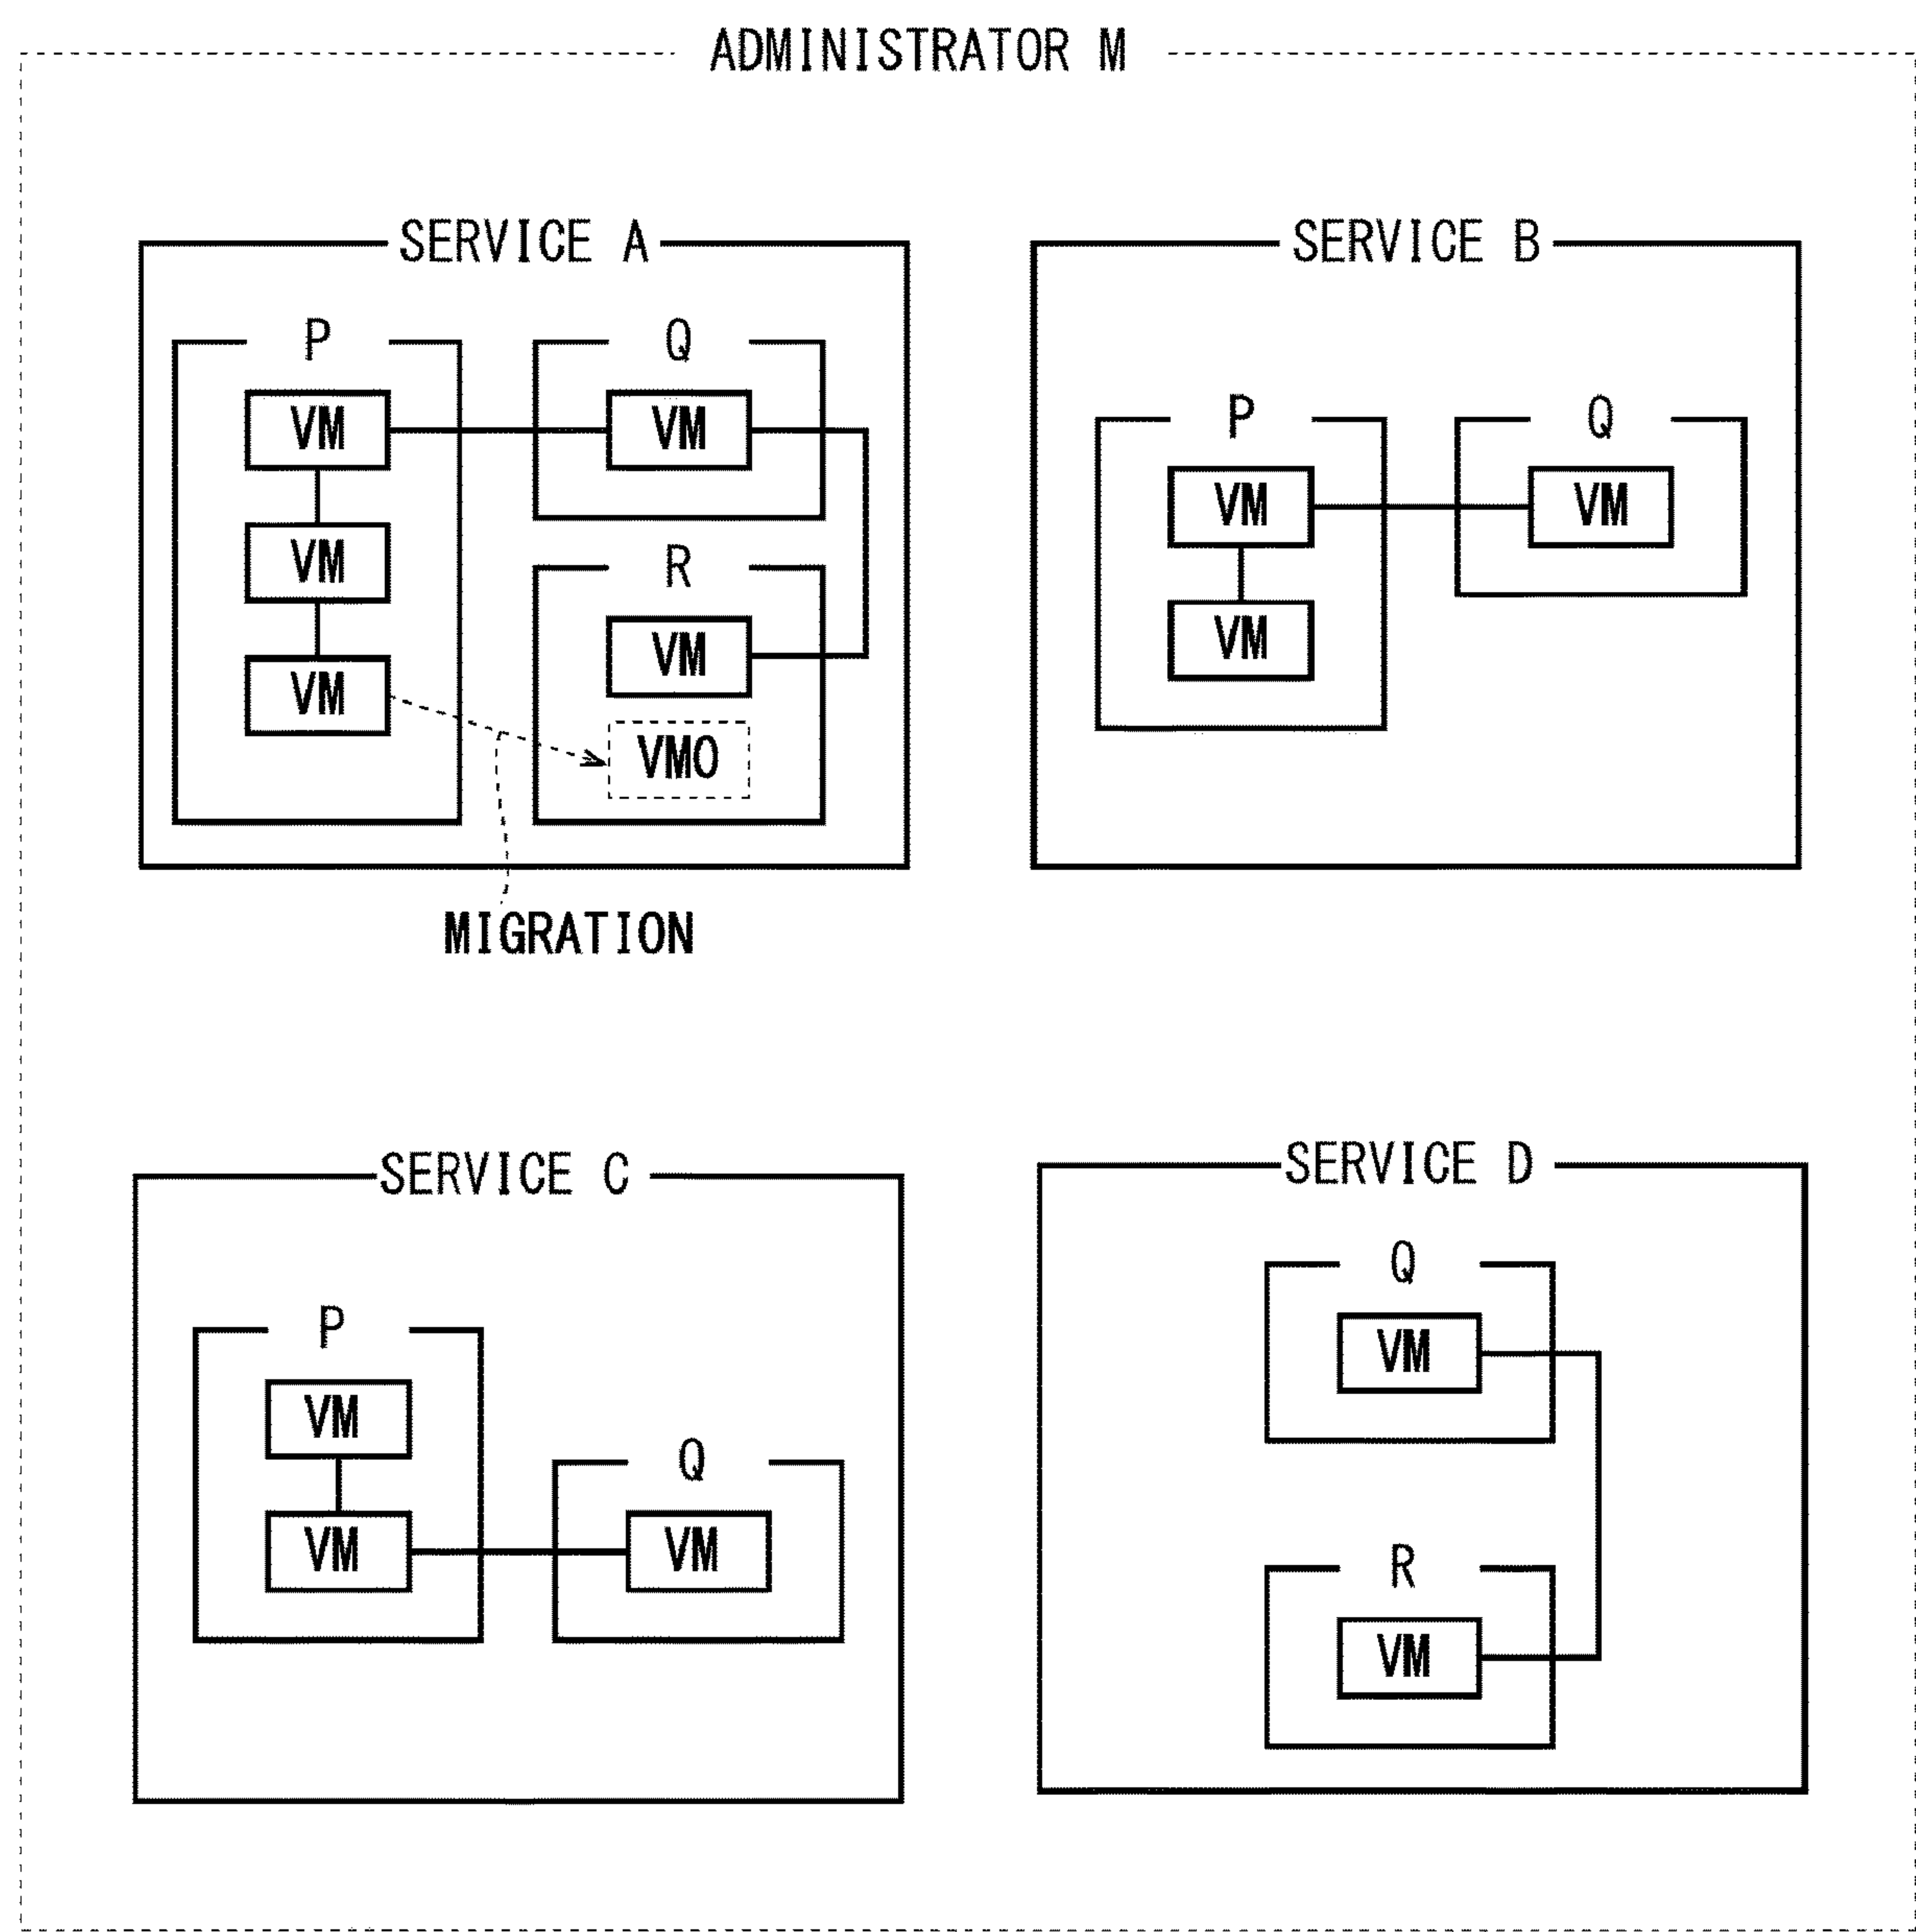 ADMINISTRATOR M
SERVICE A
P
Q
VM
VM
VM
R
VM
VM
VM0
MIGRATION
SERVICE B
P
Q
VM
VM
VM
SERVICE C
P
VM
Q
VM
VM
SERVICE D
Q
VM
R
VM